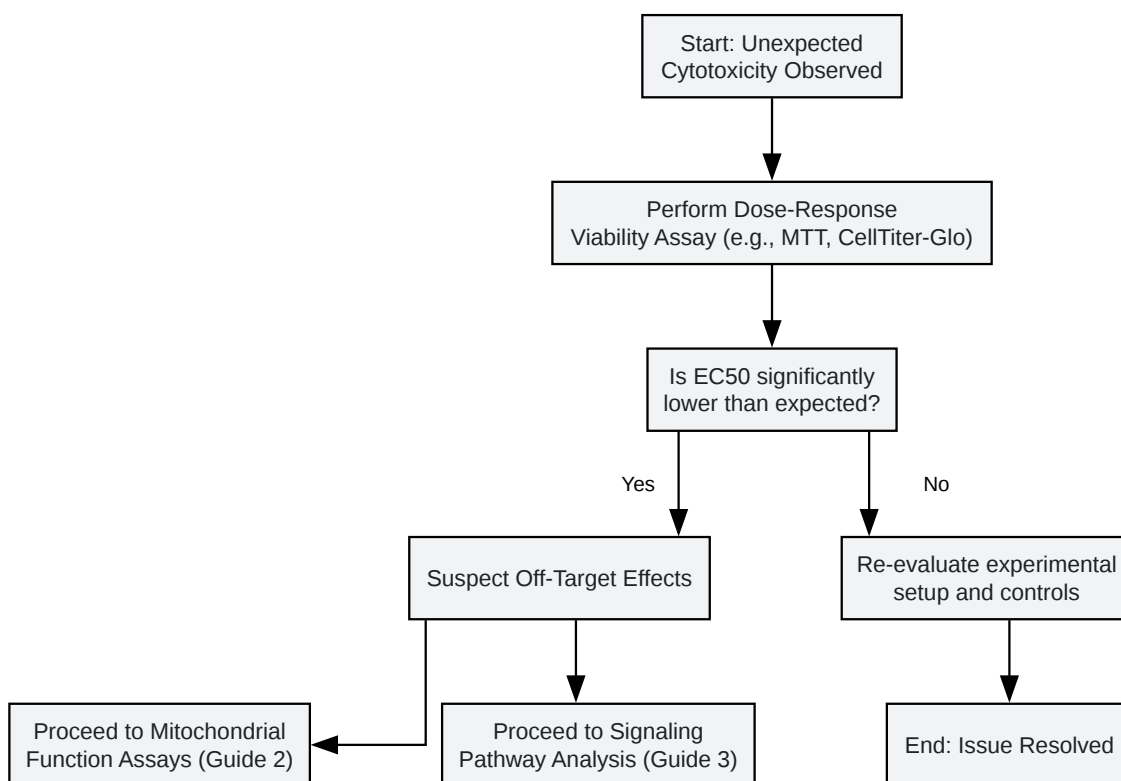 Start: Unexpected
Cytotoxicity Observed
Perform Dose-Response
Viability Assay (e.g., MTT, CellTiter-Glo)
Is EC50 significantly
lower than expected?
Yes
No
Suspect Off-Target Effects
Re-evaluate experimental
setup and controls
Proceed to Mitochondrial
Function Assays (Guide 2)
Proceed to Signaling
Pathway Analysis (Guide 3)
End: Issue Resolved